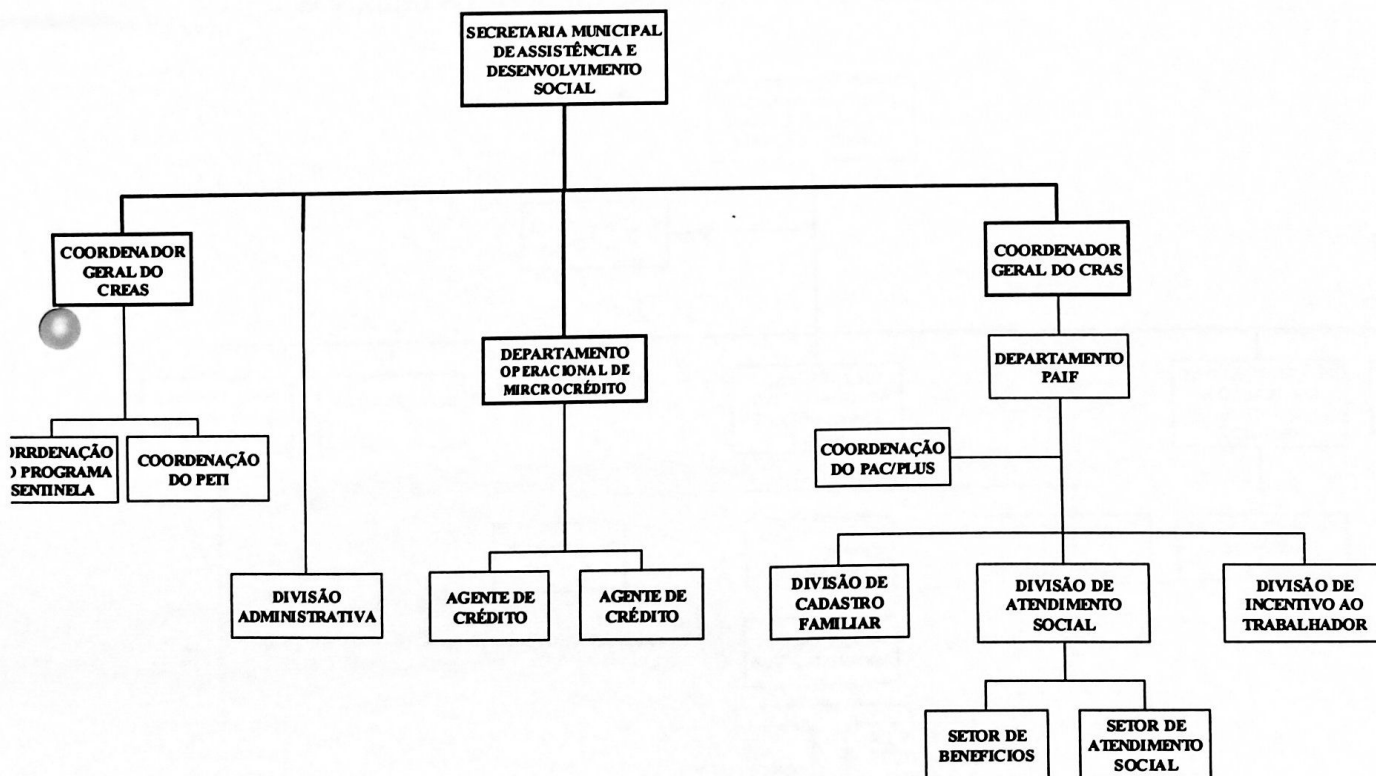 SECRETARIA MUNICIPAL
DE ASSISTÊNCIA E
DESENVOLVIMENTO
SOCIAL
COORDENADOR
GERAL DO
CREAS
COORDENADOR
GERAL DO CRAS
DEPARTAMENTO
OPERACIONAL DE
MIRCROCRÉDITO
DEPARTAMENTO
PAIF
ORRDENAÇÃO
O PROGRAMA
SENTINELA
COORDENAÇÃO
DO PETI
COORDENAÇÃO
DO PAC/PLUS
DIVISÃO
ADMINISTRATIVA
AGENTE DE
CRÉDITO
AGENTE DE
CRÉDITO
DIVISÃO DE
CADASTRO
FAMILIAR
DIVISÃO DE
ATENDIMENTO
SOCIAL
DIVISÃO DE
INCENTIVO AO
TRABALHADOR
SETOR DE
BENEFICIOS
SETOR DE
ATENDIMENTO
SOCIAL